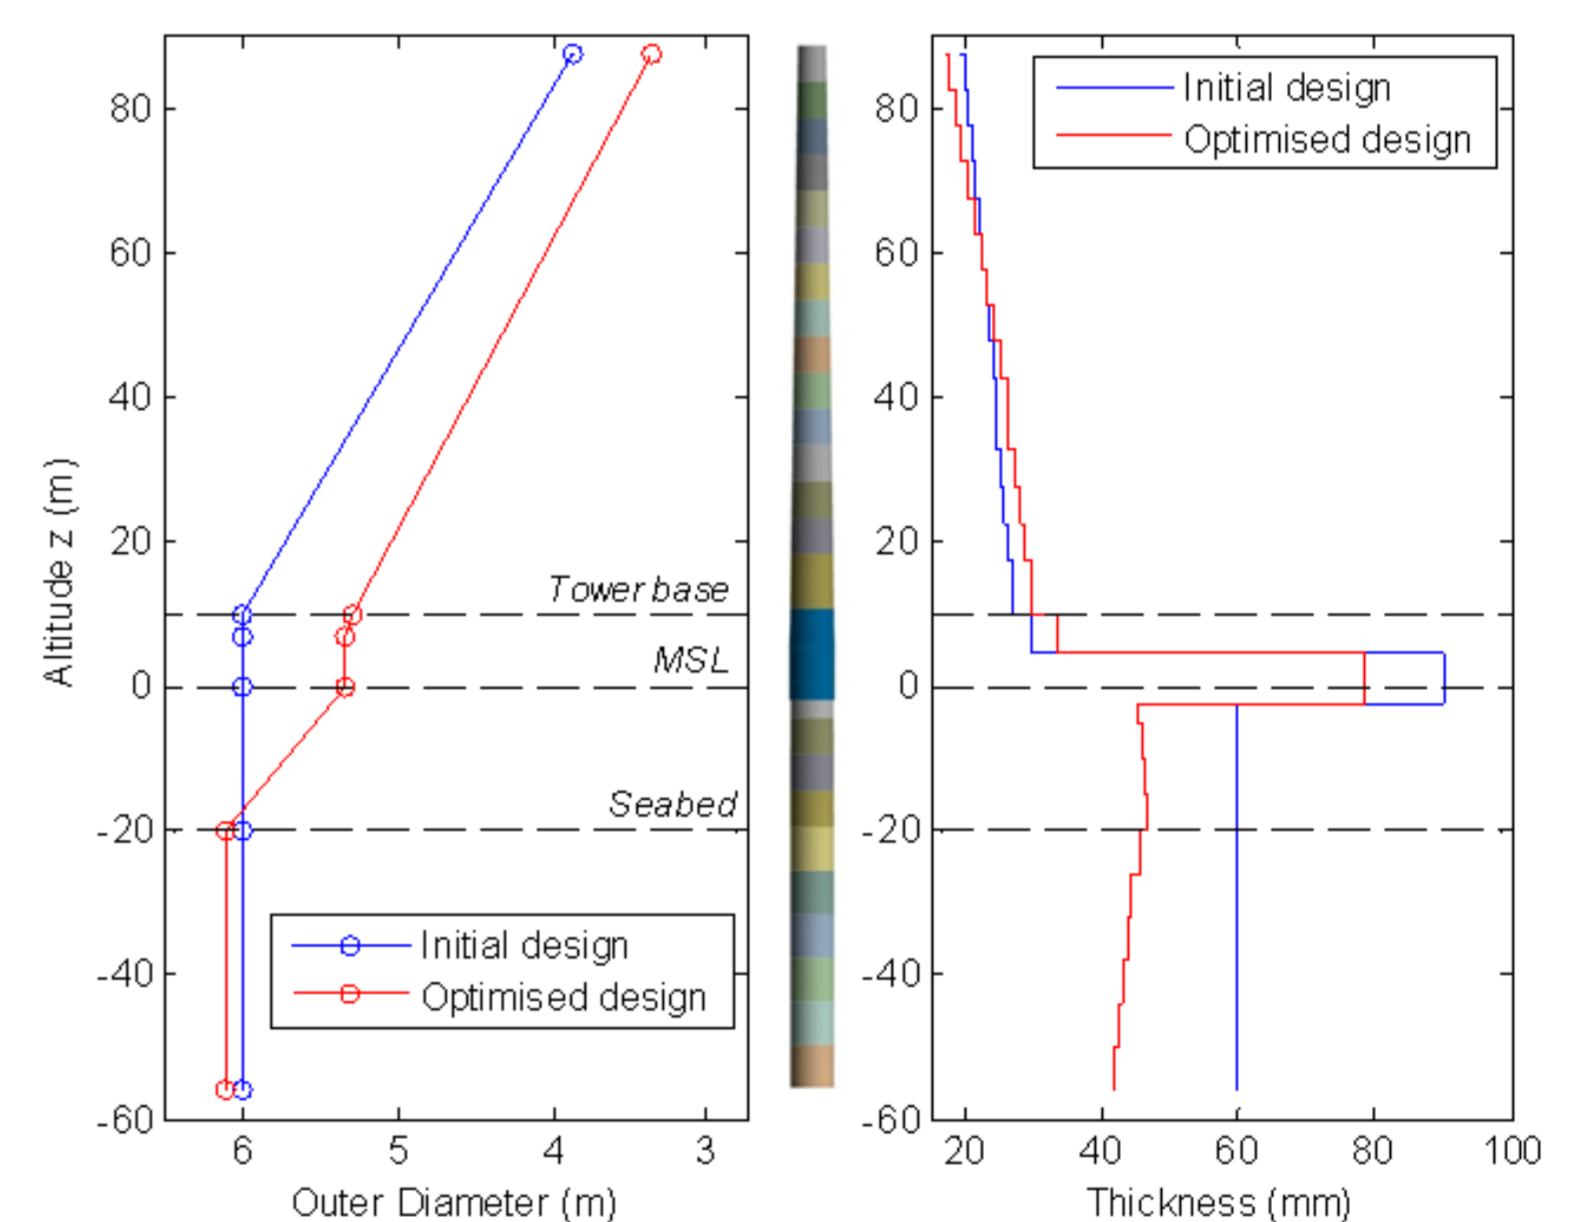 80
60
40
20
0
-20
-40
-60
Altitude z (m)
Tower base
MSL
Seabed
Initial design
Optimised design
6 5 4 3
Outer Diameter (m)
Initial design
Optimised design
80
60
40
20
0
-20
-40
-60
20 40 60 80 100
Thickness (mm)